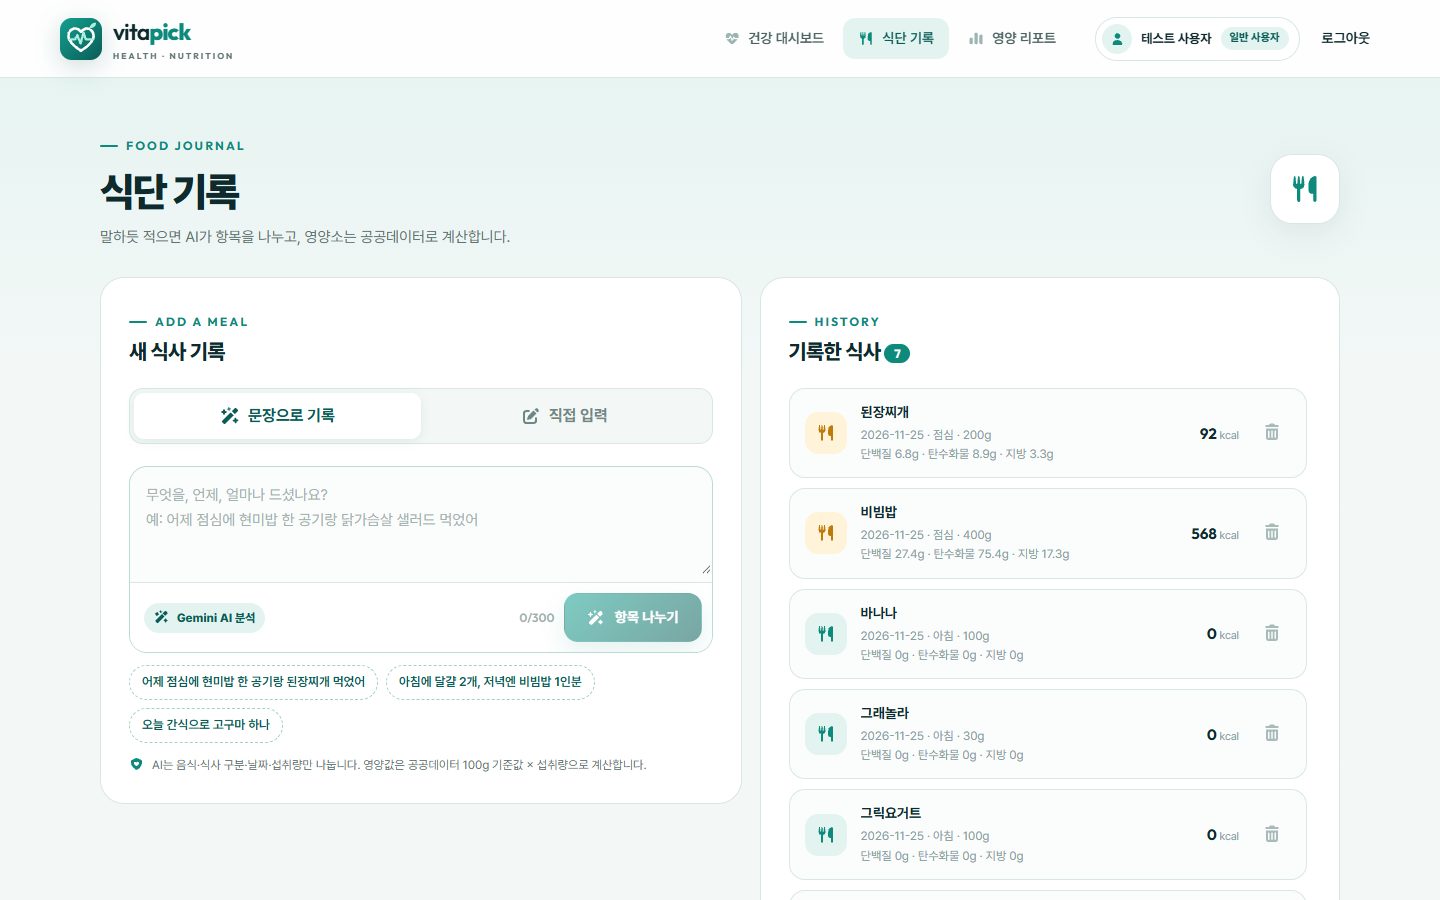 vitapick
HEALTH · NUTRITION
건강 대시보드
식단 기록
영양 리포트
테스트 사용자
일반 사용자
로그아웃
FOOD JOURNAL
식단 기록
말하듯 적으면 AI가 항목을 나누고, 영양소는 공공데이터로 계산합니다.
ADD A MEAL
새 식사 기록
문장으로 기록
직접 입력
무엇을, 언제, 얼마나 드셨나요?
예: 어제 점심에 현미밥 한 공기랑 닭가슴살 샐러드 먹었어
Gemini AI 분석
0/300
항목 나누기
어제 점심에 현미밥 한 공기랑 된장찌개 먹었어
아침에 달걀 2개, 저녁엔 비빔밥 1인분
오늘 간식으로 고구마 하나
AI는 음식·식사 구분·날짜·섭취량만 나눕니다. 영양값은 공공데이터 100g 기준값 × 섭취량으로 계산합니다.
HISTORY
기록한 식사 7
된장찌개
2026-11-25 · 점심 · 200g
단백질 6.8g · 탄수화물 8.9g · 지방 3.3g
92 kcal
비빔밥
2026-11-25 · 점심 · 400g
단백질 27.4g · 탄수화물 75.4g · 지방 17.3g
568 kcal
바나나
2026-11-25 · 아침 · 100g
단백질 0g · 탄수화물 0g · 지방 0g
0 kcal
그래놀라
2026-11-25 · 아침 · 30g
단백질 0g · 탄수화물 0g · 지방 0g
0 kcal
그릭요거트
2026-11-25 · 아침 · 100g
단백질 0g · 탄수화물 0g · 지방 0g
0 kcal